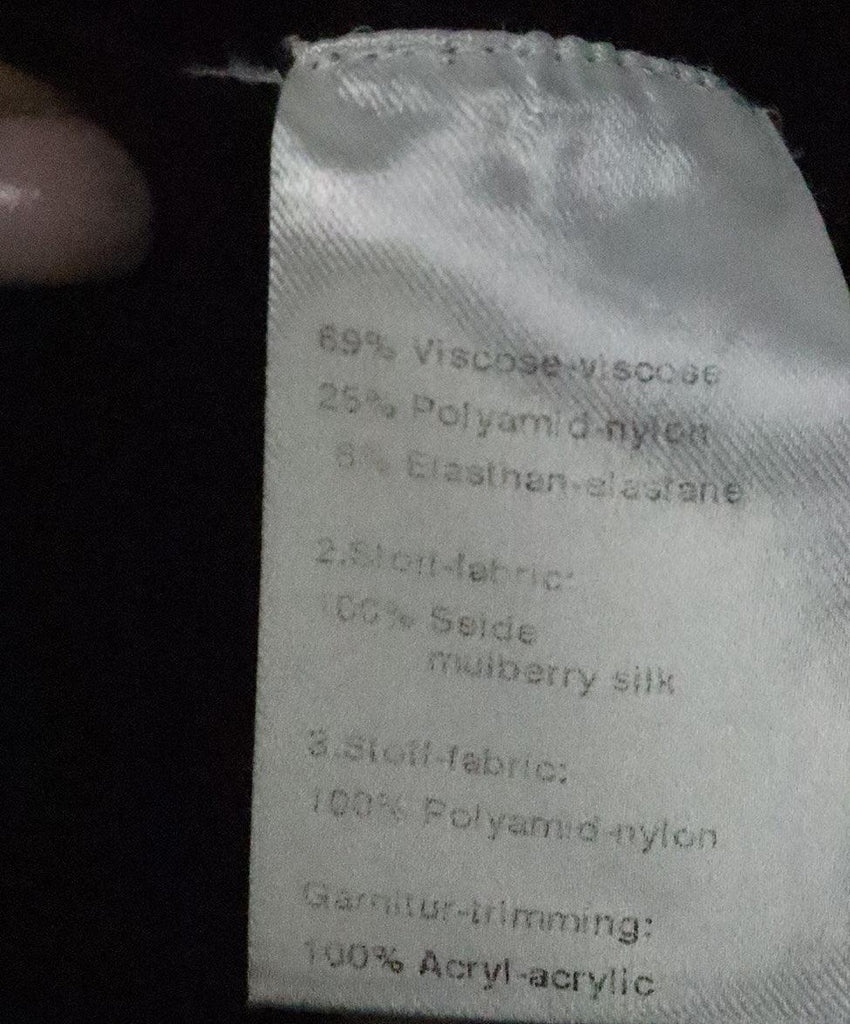 69% Viscose-viscose
25% Polyamid-nylon
6% Elasthan-elastane
2.Stoff-fabric:
100% Seide
mulberry silk
3.Stoff-fabric:
100% Polyamid-nylon
Garnitur-trimming:
100% Acryl-acrylic